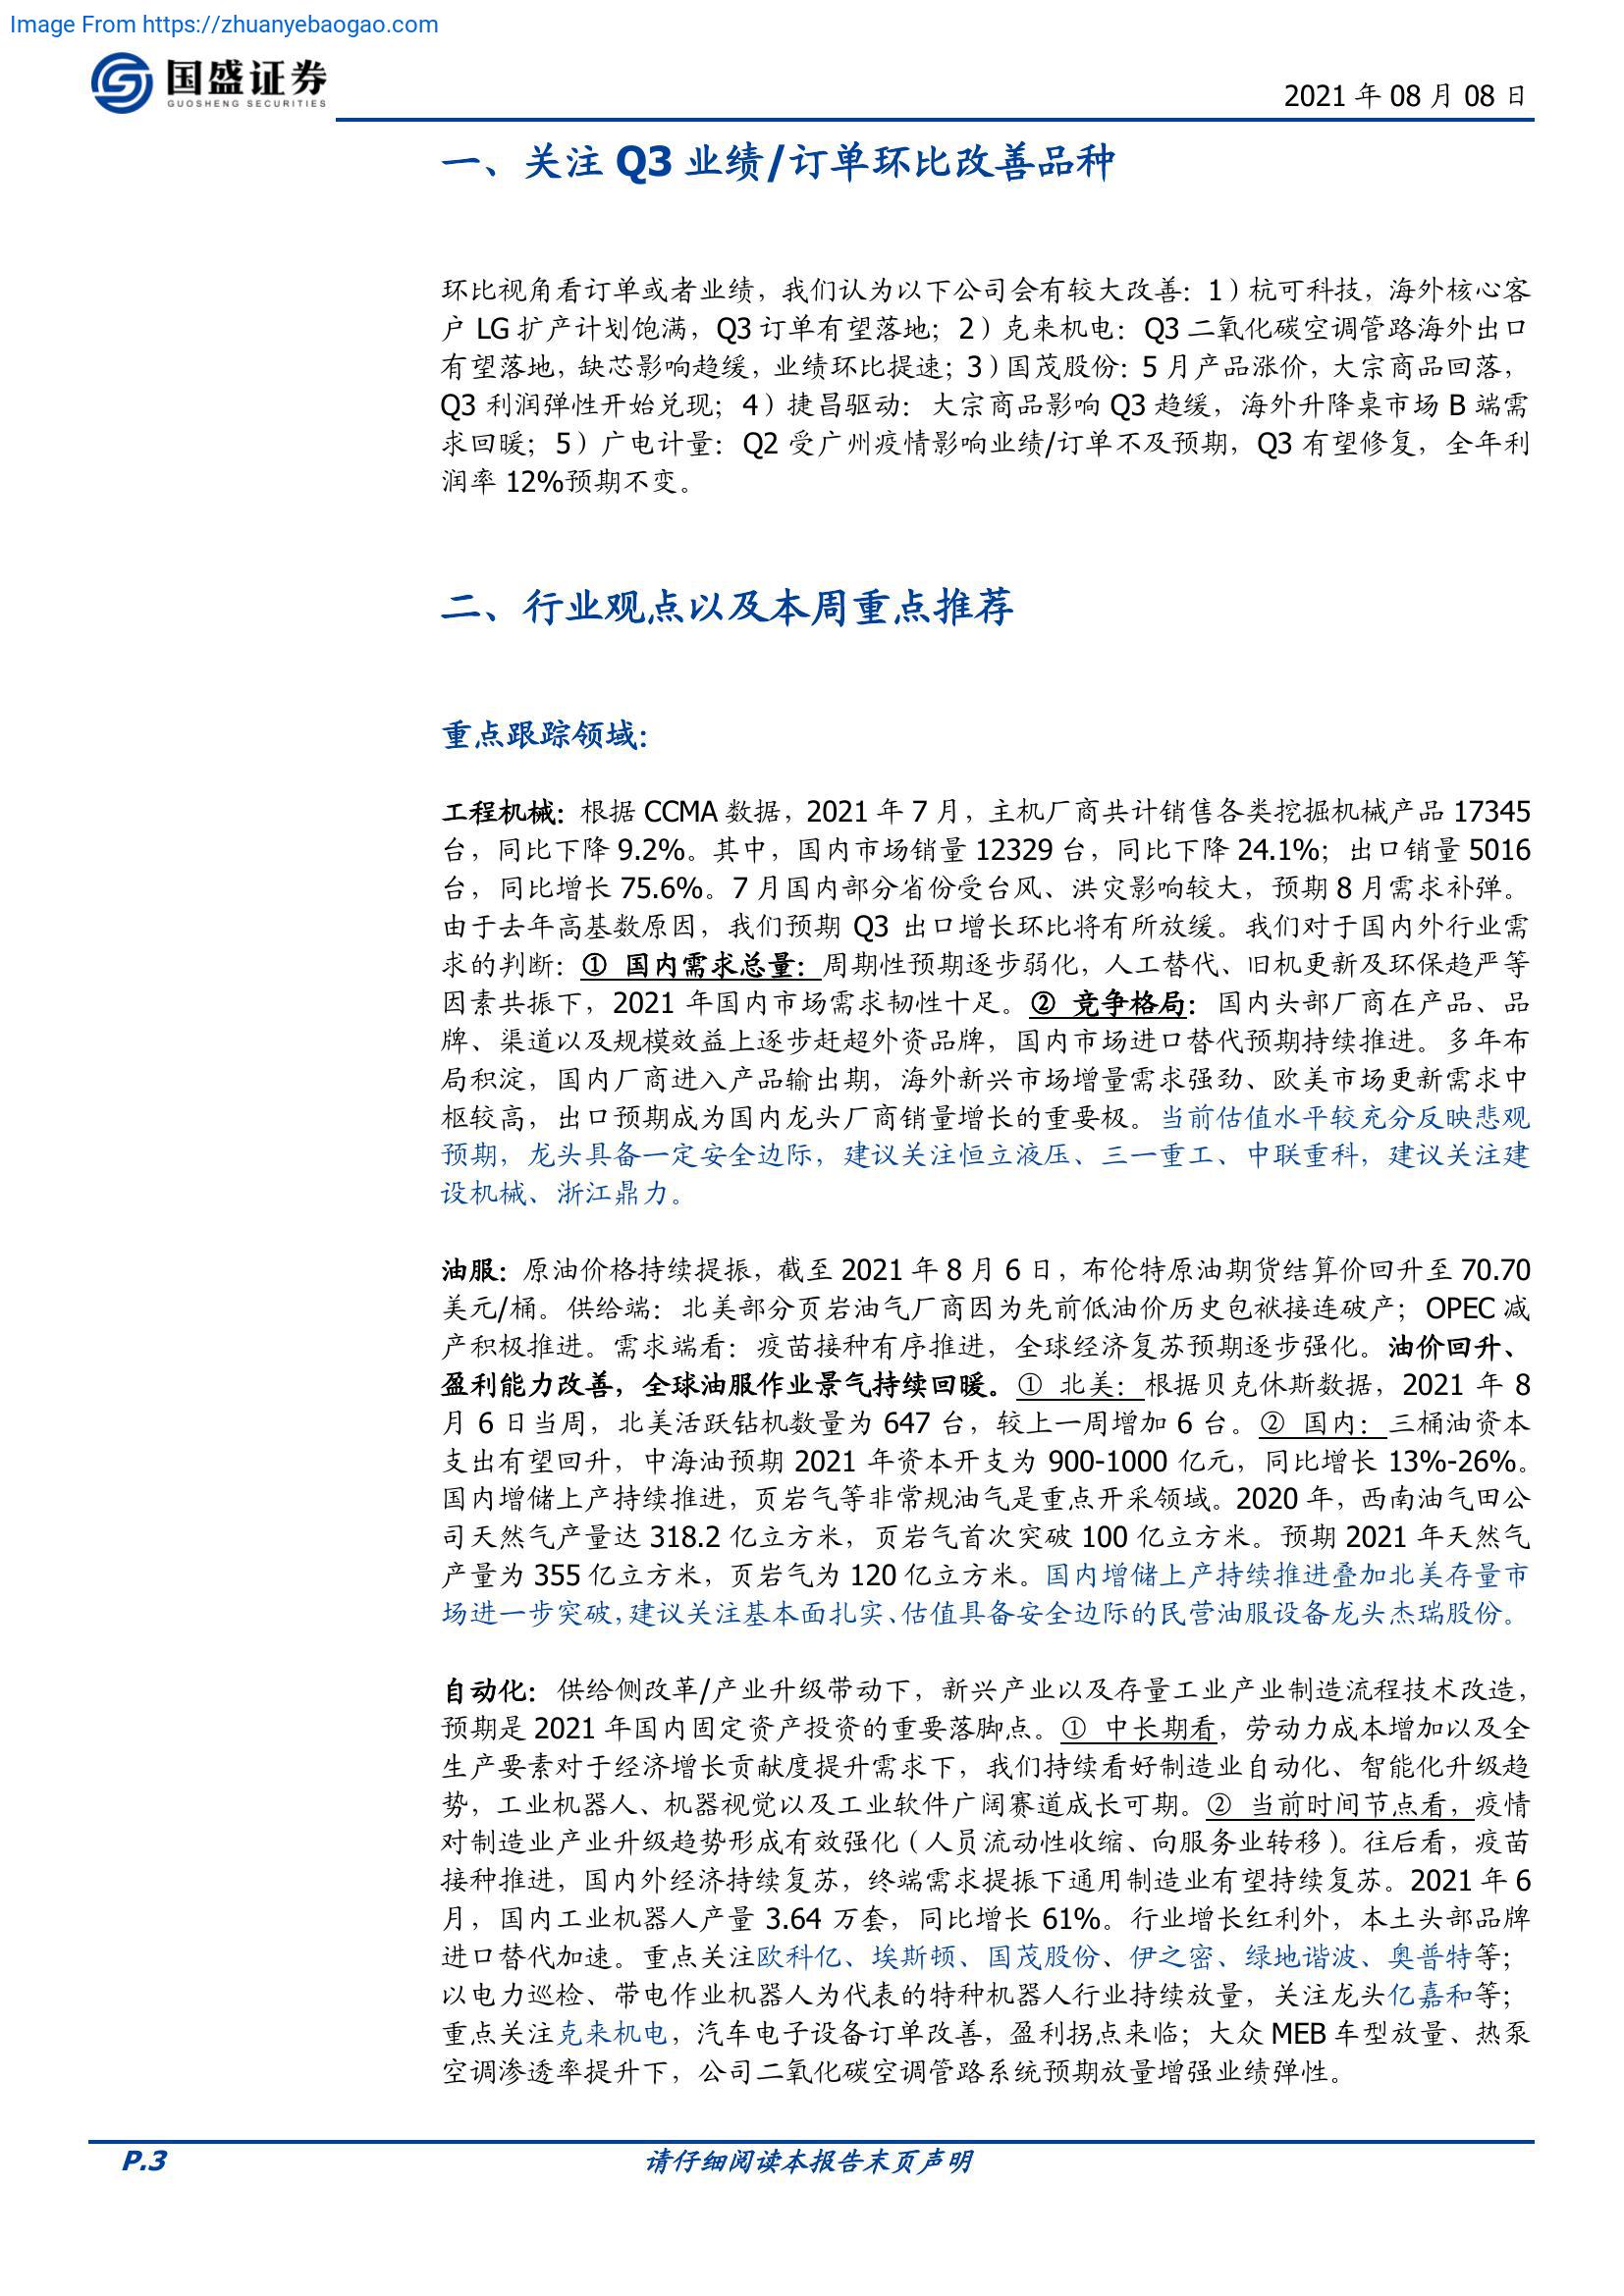 Image From https://zhuanyebaogao.com
国盛证券
GUOSHENG SECURITIES
2021 年 08 月 08 日
一、关注 Q3 业绩/订单环比改善品种
环比视角看订单或者业绩，我们认为以下公司会有较大改善：1）杭可科技，海外核心客
户 LG 扩产计划饱满，Q3 订单有望落地；2）克来机电：Q3 二氧化碳空调管路海外出口
有望落地，缺芯影响趋缓，业绩环比提速；3）国茂股份：5 月产品涨价，大宗商品回落，
Q3 利润弹性开始兑现；4）捷昌驱动：大宗商品影响 Q3 趋缓，海外升降桌市场 B 端需
求回暖；5）广电计量：Q2 受广州疫情影响业绩/订单不及预期，Q3 有望修复，全年利
润率 12%预期不变。
二、行业观点以及本周重点推荐
重点跟踪领域：
工程机械：根据 CCMA 数据，2021 年 7 月，主机厂商共计销售各类挖掘机械产品 17345
台，同比下降 9.2%。其中，国内市场销量 12329 台，同比下降 24.1%；出口销量 5016
台，同比增长 75.6%。7 月国内部分省份受台风、洪灾影响较大，预期 8 月需求补弹。
由于去年高基数原因，我们预期 Q3 出口增长环比将有所放缓。我们对于国内外行业需
求的判断：① 国内需求总量：周期性预期逐步弱化，人工替代、旧机更新及环保趋严等
因素共振下，2021 年国内市场需求韧性十足。② 竞争格局：国内头部厂商在产品、品
牌、渠道以及规模效益上逐步赶超外资品牌，国内市场进口替代预期持续推进。多年布
局积淀，国内厂商进入产品输出期，海外新兴市场增量需求强劲、欧美市场更新需求中
枢较高，出口预期成为国内龙头厂商销量增长的重要极。当前估值水平较充分反映悲观
预期，龙头具备一定安全边际，建议关注恒立液压、三一重工、中联重科，建议关注建
设机械、浙江鼎力。
油服：原油价格持续提振，截至 2021 年 8 月 6 日，布伦特原油期货结算价回升至 70.70
美元/桶。供给端：北美部分页岩油气厂商因为先前低油价历史包袱接连破产；OPEC 减
产积极推进。需求端看：疫苗接种有序推进，全球经济复苏预期逐步强化。油价回升、
盈利能力改善，全球油服作业景气持续回暖。① 北美：根据贝克休斯数据，2021 年 8
月 6 日当周，北美活跃钻机数量为 647 台，较上一周增加 6 台。② 国内：三桶油资本
支出有望回升，中海油预期 2021 年资本开支为 900-1000 亿元，同比增长 13%-26%。
国内增储上产持续推进，页岩气等非常规油气是重点开采领域。2020 年，西南油气田公
司天然气产量达 318.2 亿立方米，页岩气首次突破 100 亿立方米。预期 2021 年天然气
产量为 355 亿立方米，页岩气为 120 亿立方米。国内增储上产持续推进叠加北美存量市
场进一步突破，建议关注基本面扎实、估值具备安全边际的民营油服设备龙头杰瑞股份。
自动化：供给侧改革/产业升级带动下，新兴产业以及存量工业产业制造流程技术改造，
预期是 2021 年国内固定资产投资的重要落脚点。① 中长期看，劳动力成本增加以及全
生产要素对于经济增长贡献度提升需求下，我们持续看好制造业自动化、智能化升级趋
势，工业机器人、机器视觉以及工业软件广阔赛道成长可期。② 当前时间节点看，疫情
对制造业产业升级趋势形成有效强化（人员流动性收缩、向服务业转移）。往后看，疫苗
接种推进，国内外经济持续复苏，终端需求提振下通用制造业有望持续复苏。2021 年 6
月，国内工业机器人产量 3.64 万套，同比增长 61%。行业增长红利外，本土头部品牌
进口替代加速。重点关注欧科亿、埃斯顿、国茂股份、伊之密、绿地谐波、奥普特等；
以电力巡检、带电作业机器人为代表的特种机器人行业持续放量，关注龙头亿嘉和等；
重点关注克来机电，汽车电子设备订单改善，盈利拐点来临；大众 MEB 车型放量、热泵
空调渗透率提升下，公司二氧化碳空调管路系统预期放量增强业绩弹性。
P.3
请仔细阅读本报告末页声明